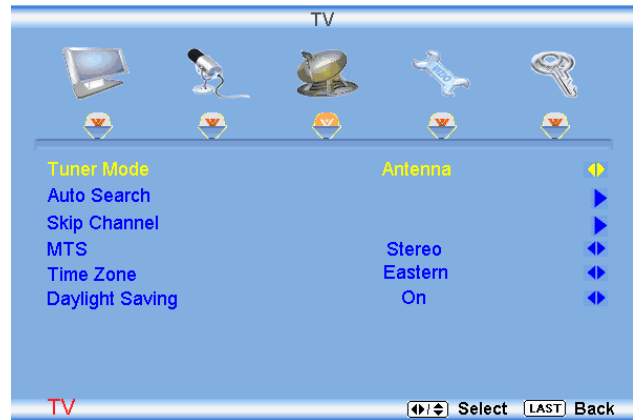 TV
Tuner Mode Antenna
Auto Search
Skip Channel
MTS Stereo
Time Zone Eastern
Daylight Saving On
TV Select LAST Back